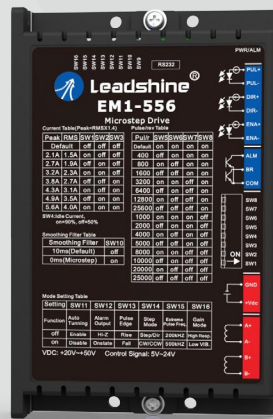 PWR/ALM
SW16
SW15
SW14
SW13
SW12
SW11
SW10
SW9
RS232
Leadshine®
EM1-556
Microstep Drive
Current Table(Peak=RMSX1.4)
Peak RMS SW1 SW2 SW3
Default off off off
2.1A 1.5A on off off
2.7A 1.9A off on off
3.2A 2.3A on on off
3.8A 2.7A off off on
4.3A 3.1A on off on
4.9A 3.5A off on on
5.6A 4.0A on on on
SW4:Idle Current,
on=90%, off=50%
Smoothing Filter Table
Smoothing Filter SW10
10ms(Default) off
0ms(Microstep) on
Pulse/rev Table
Pul/r SW5 SW6 SW7 SW8
Default on on on on
400 off on on on
800 on off on on
1600 off off on on
3200 on on off on
6400 off on off on
12800 on off off on
25600 off off off on
1000 on on on off
2000 off on on off
4000 on off on off
5000 off off on off
8000 on on off off
10000 off on off off
20000 on off off off
25000 off off off off
Mode Setting Table
Setting SW11 SW12 SW13 SW14 SW15 SW16
Function Auto Tunning Alarm Output Pulse Edge Step Mode Extreme Pulse Freq. Gain Mode
off Enable Hi-Z Rise Step/Dir 200kHZ High Resp.
on Disable Onstate Fall CW/CCW 500kHZ Low VIB.
VDC: +20V~+50V Control Signal: 5V~24V
PUL+
PUL-
DIR+
DIR-
ENA+
ENA-
ALM
BR
COM
SW8
SW7
SW6
SW5
SW4
SW3
SW2
SW1
ON
GND
+Vdc
A+
A-
B+
B-